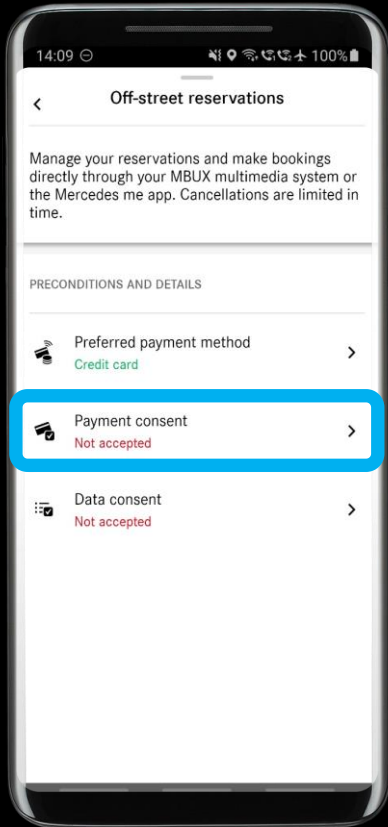 14:09 100%
Off-street reservations
Manage your reservations and make bookings
directly through your MBUX multimedia system or
the Mercedes me app. Cancellations are limited in
time.
PRECONDITIONS AND DETAILS
Preferred payment method
Credit card
Payment consent
Not accepted
Data consent
Not accepted